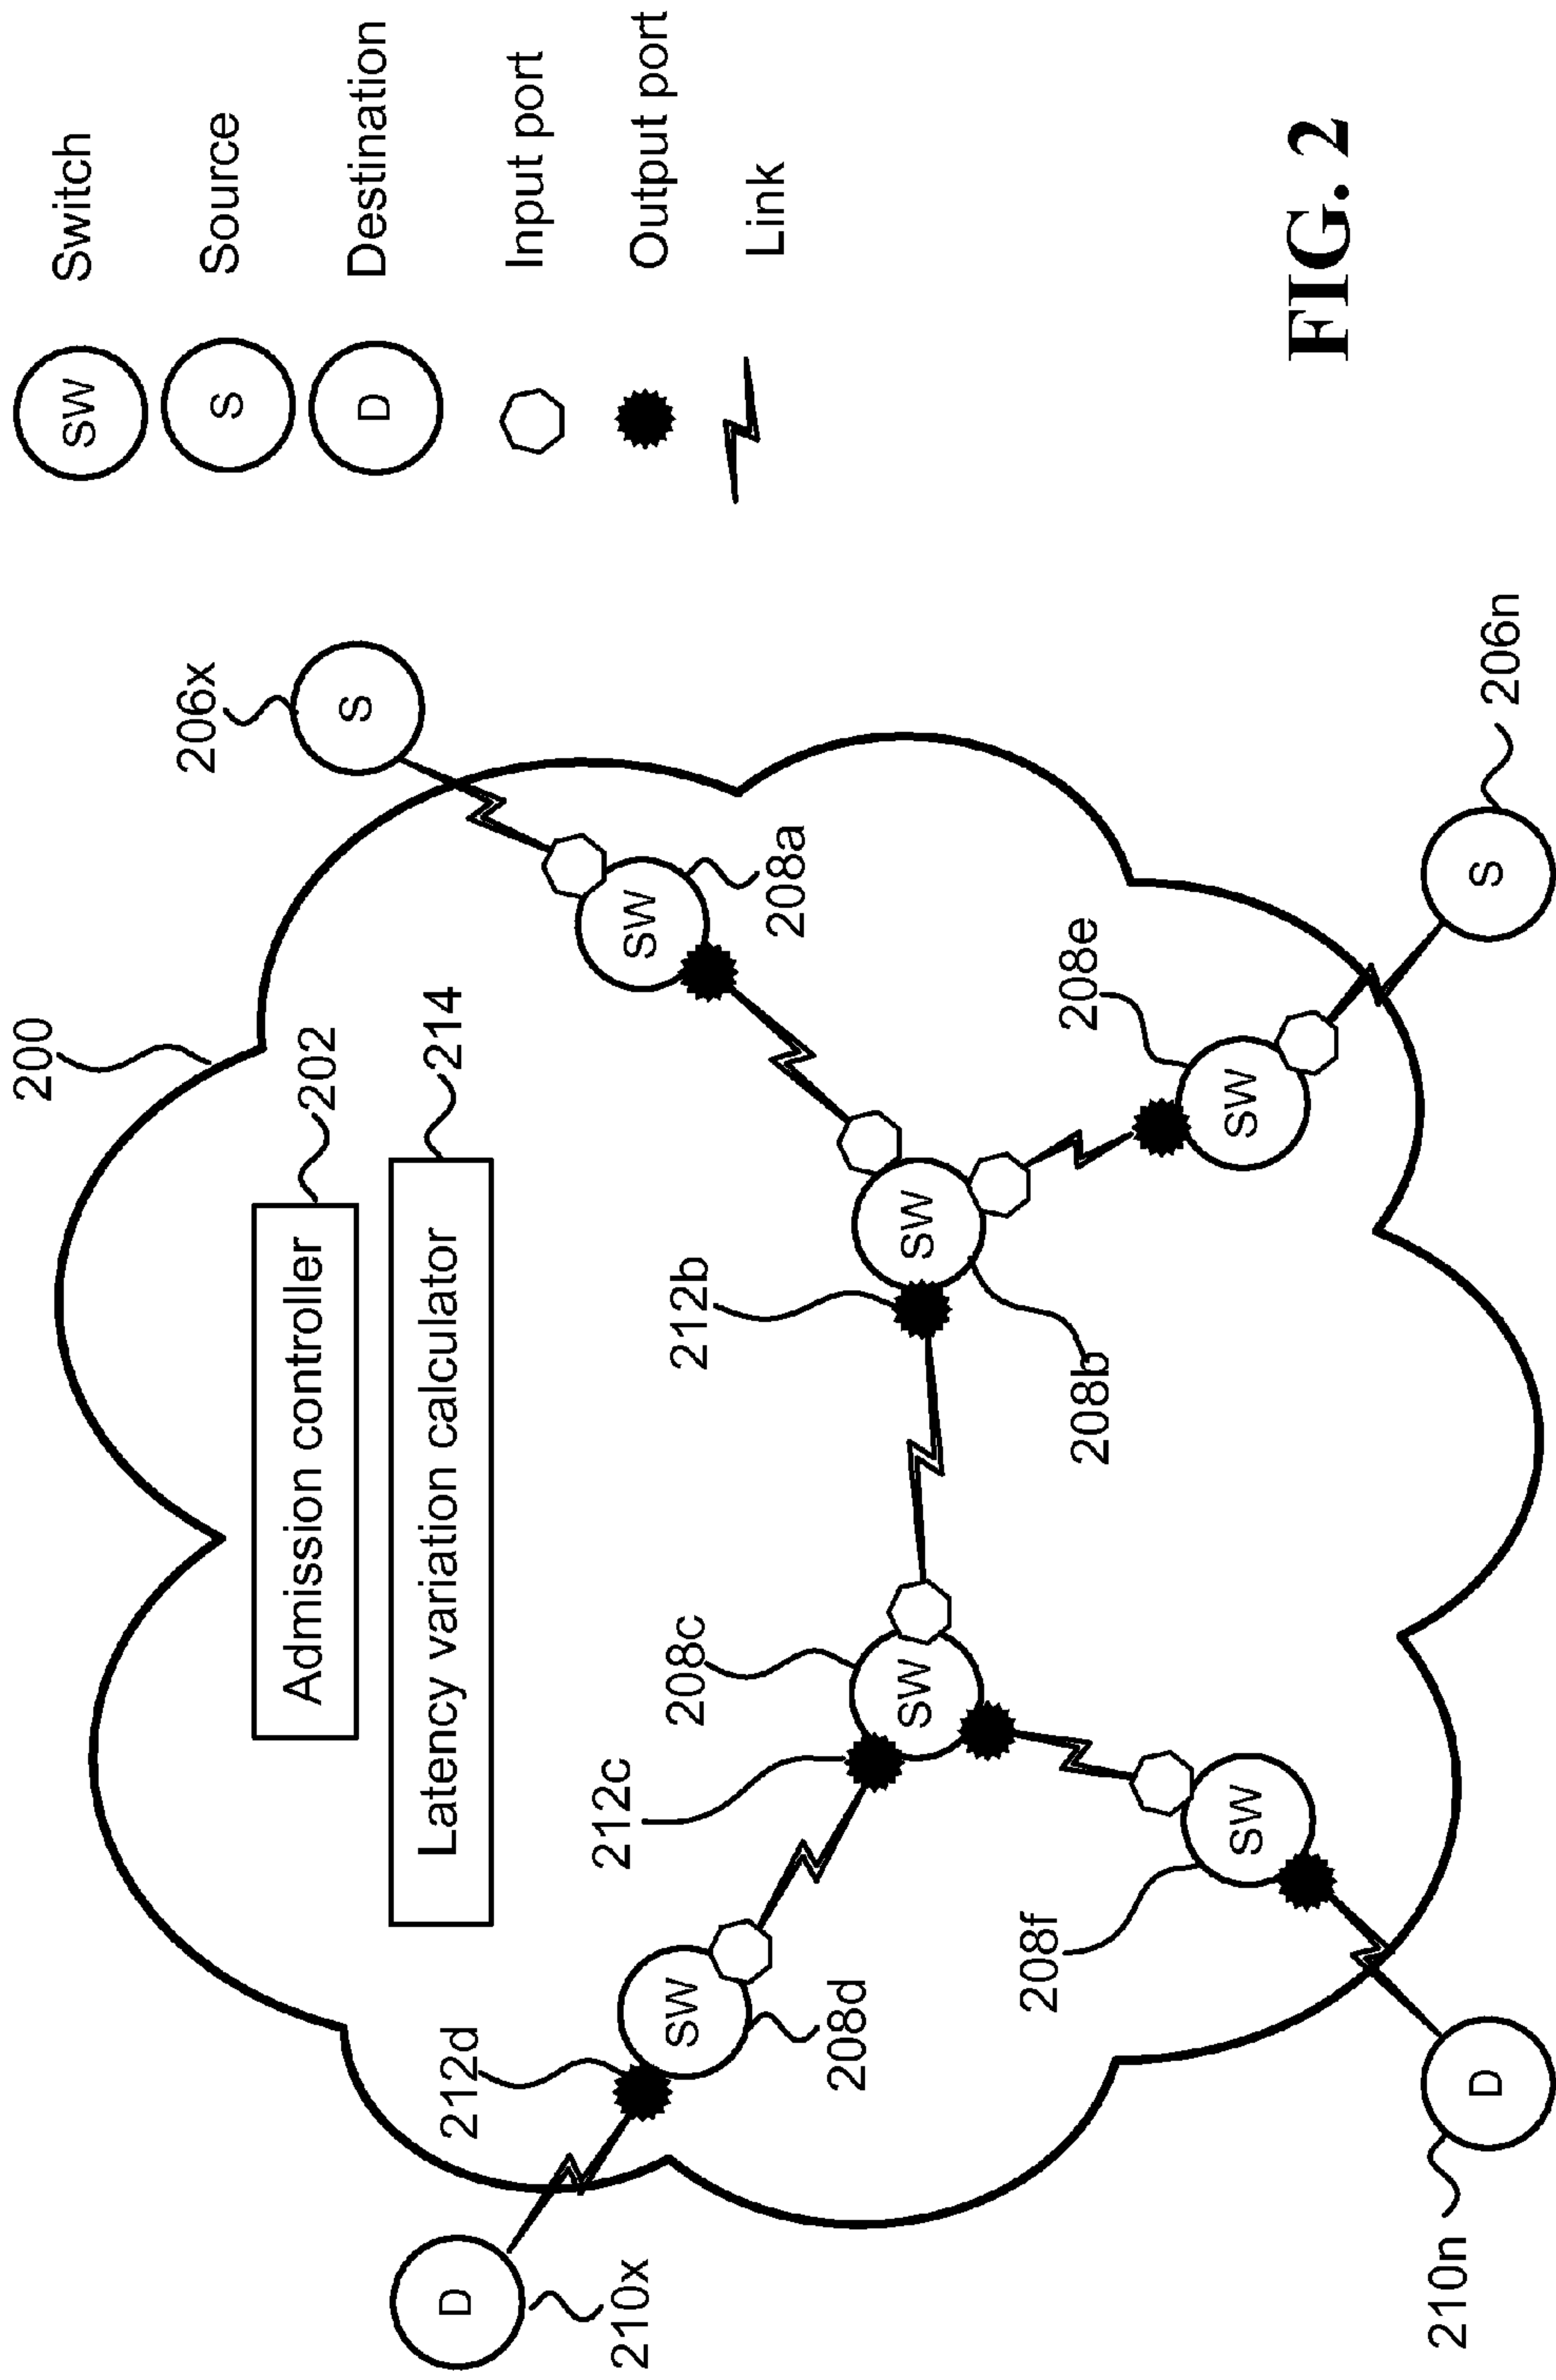 200
206x
S
Admission controller
202
Latency variation calculator
214
D
212d
212c
210x
SW
SW
208c
212b
208a
208d
SW
SW
208f
208e
208b
SW
SW
210n
D
S
206n
SW Switch
S Source
D Destination
Input port
Output port
Link
FIG. 2